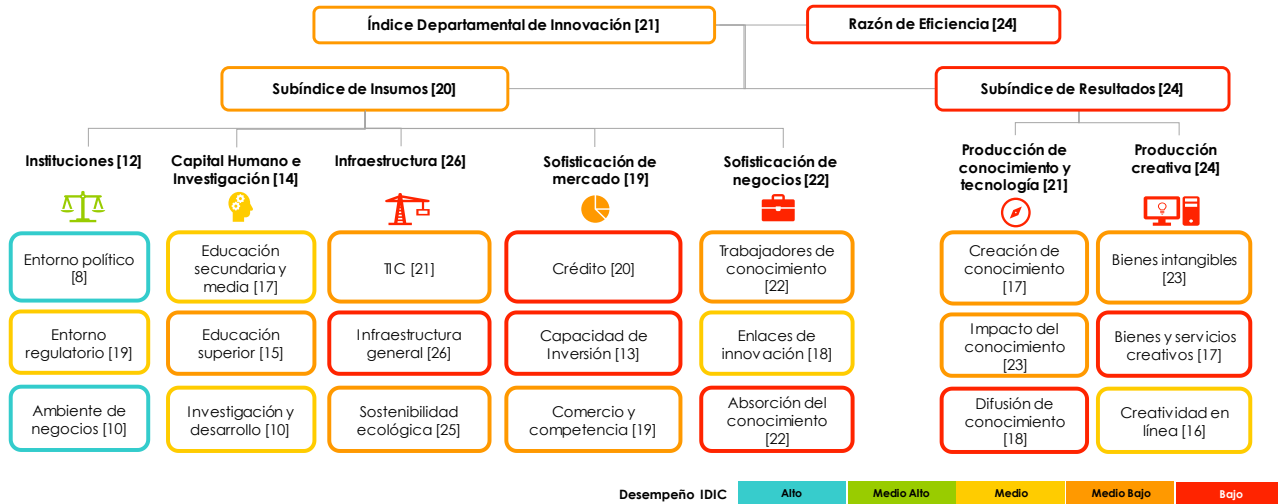 Índice Departamental de Innovación [21]
Razón de Eficiencia [24]
Subíndice de Insumos [20]
Subíndice de Resultados [24]
Instituciones [12]
Capital Humano e
Investigación [14]
Infraestructura [26]
Sofisticación de
mercado [19]
Sofisticación de
negocios [22]
Producción de
conocimiento y
tecnología [21]
Producción
creativa [24]
Entorno político
[8]
Educación
secundaria y
media [17]
TIC [21]
Crédito [20]
Trabajadores de
conocimiento
[22]
Creación de
conocimiento
[17]
Bienes intangibles
[23]
Entorno
regulatorio [19]
Educación
superior [15]
Infraestructura
general [26]
Capacidad de
Inversión [13]
Enlaces de
innovación [18]
Impacto del
conocimiento
[23]
Bienes y servicios
creativos [17]
Ambiente de
negocios [10]
Investigación y
desarrollo [10]
Sostenibilidad
ecológica [25]
Comercio y
competencia [19]
Absorción del
conocimiento
[22]
Difusión de
conocimiento
[18]
Creatividad en
línea [16]
Desempeño IDIC
Alto
Medio Alto
Medio
Medio Bajo
Bajo